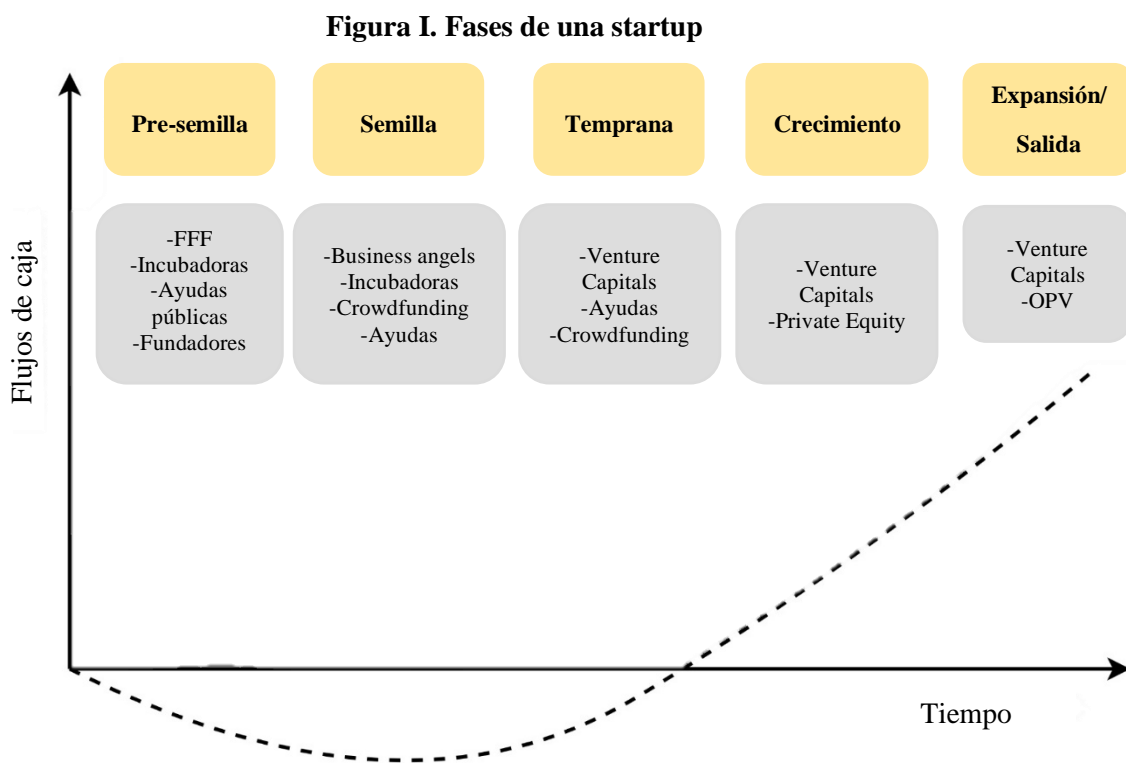 Figura I. Fases de una startup
Pre-semilla
Semilla
Temprana
Crecimiento
Expansión/
Salida
-FFF
-Incubadoras
-Ayudas
públicas
-Fundadores
-Business angels
-Incubadoras
-Crowdfunding
-Ayudas
-Venture
Capitals
-Ayudas
-Crowdfunding
-Venture
Capitals
-Private Equity
-Venture
Capitals
-OPV
Flujos de caja
Tiempo